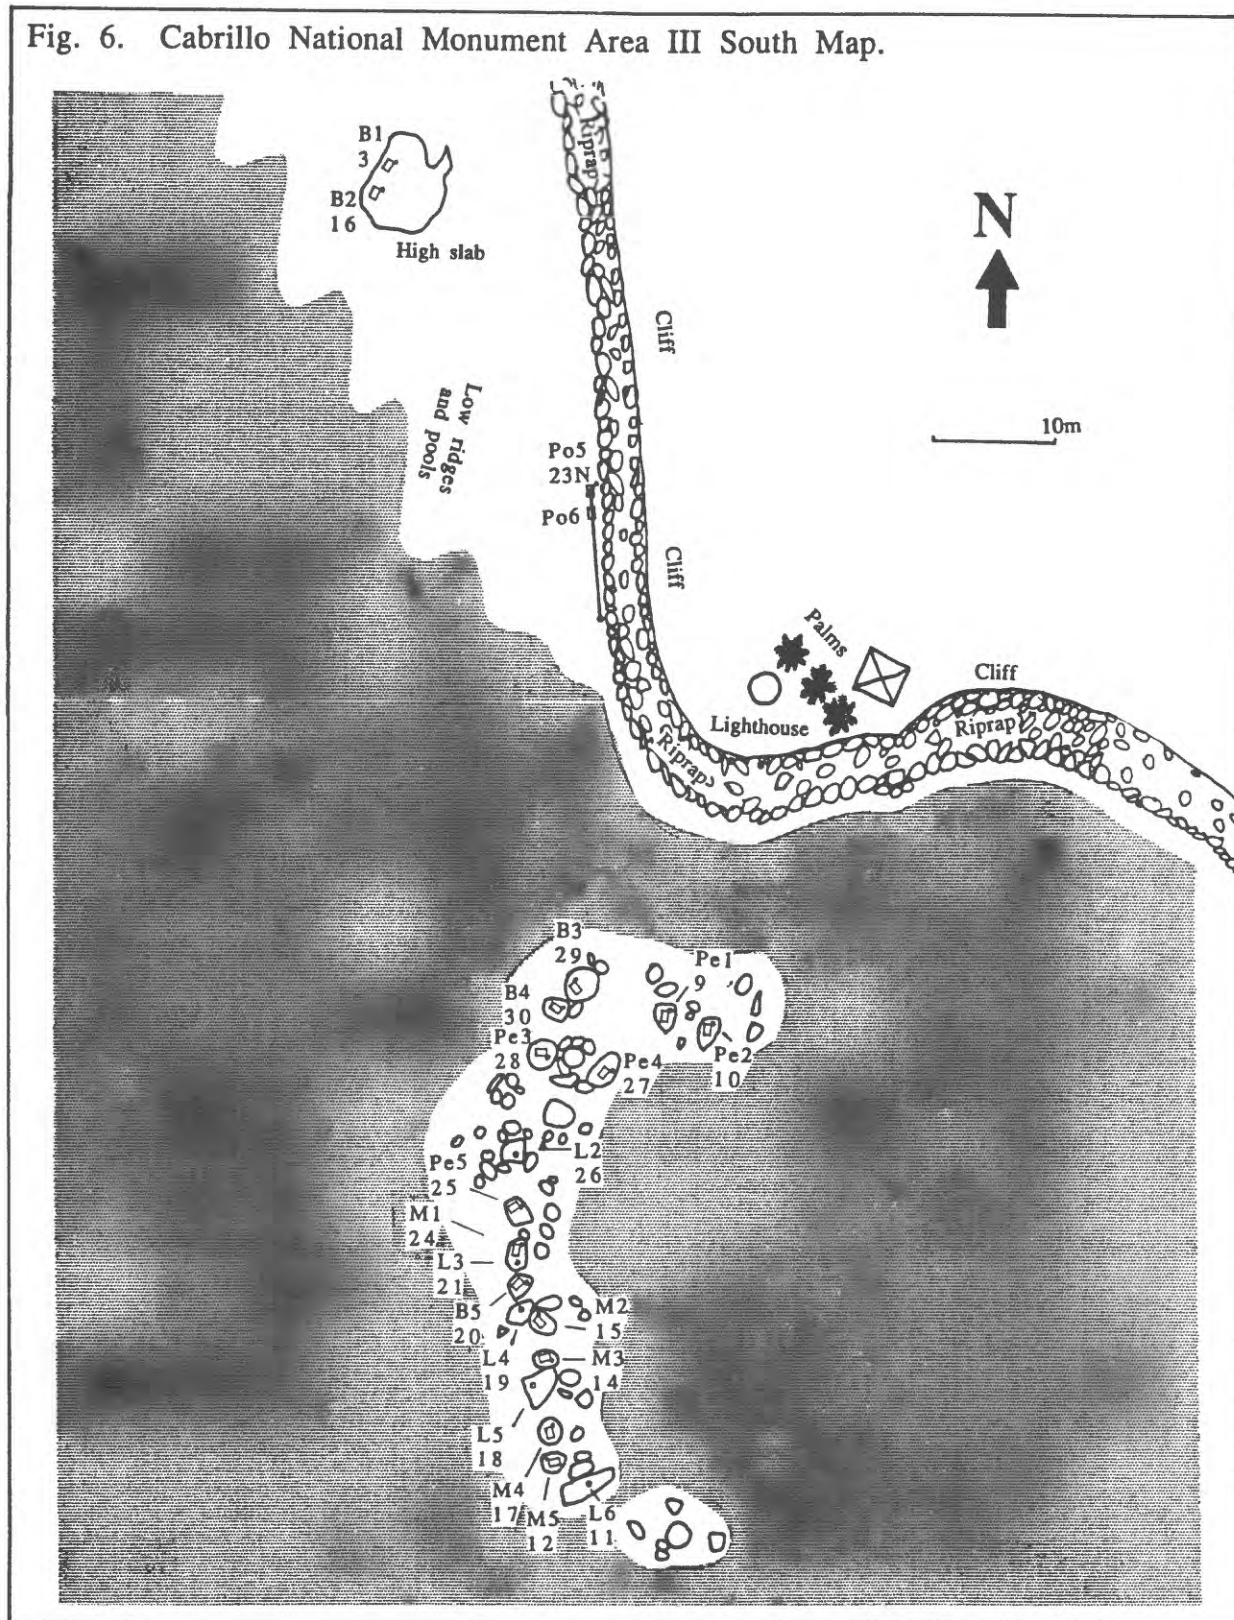 Fig. 6. Cabrillo National Monument Area III South Map.
B1
3
B2
16
High slab
Riprap
N
Cliff
10m
Low ridges
and pools
Po5
23N
Po6
Cliff
Palms
Lighthouse
Cliff
Riprap
Riprap
B3
29
Pe1
9
B4
30
Pe3
28
Pe2
10
Pe4
27
L2
26
Pe5
25
M1
24
L3
21
B5
20
M2
15
L4
19
M3
14
L5
18
M4
17
M5
12
L6
11